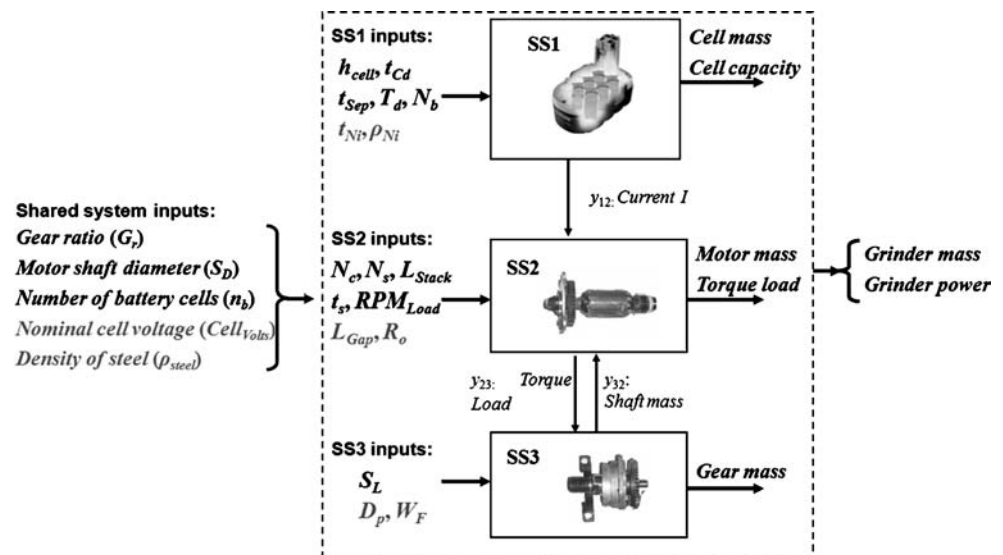 SS1 inputs:
h_cell, t_Cd
t_Sep, T_d, N_b
t_Ni, ρ_Ni
SS1
Cell mass
Cell capacity
y_12: Current I
Shared system inputs:
Gear ratio (G_r)
Motor shaft diameter (S_D)
Number of battery cells (n_b)
Nominal cell voltage (Cell_Volts)
Density of steel (ρ_steel)
SS2 inputs:
N_c, N_s, L_Stack
t_s, RPM_Load
L_Gap, R_o
SS2
Motor mass
Torque load
Grinder mass
Grinder power
y_23: Torque
Load
y_32:
Shaft mass
SS3 inputs:
S_L
D_p, W_F
SS3
Gear mass